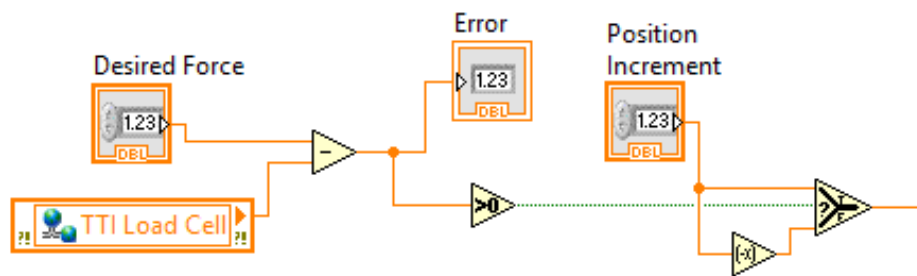 Error
Position
Increment
Desired Force
1.23
DBL
1.23
DBL
1.23
DBL
-
>0
?! TTI Load Cell ?!
?
T
F
[-x]